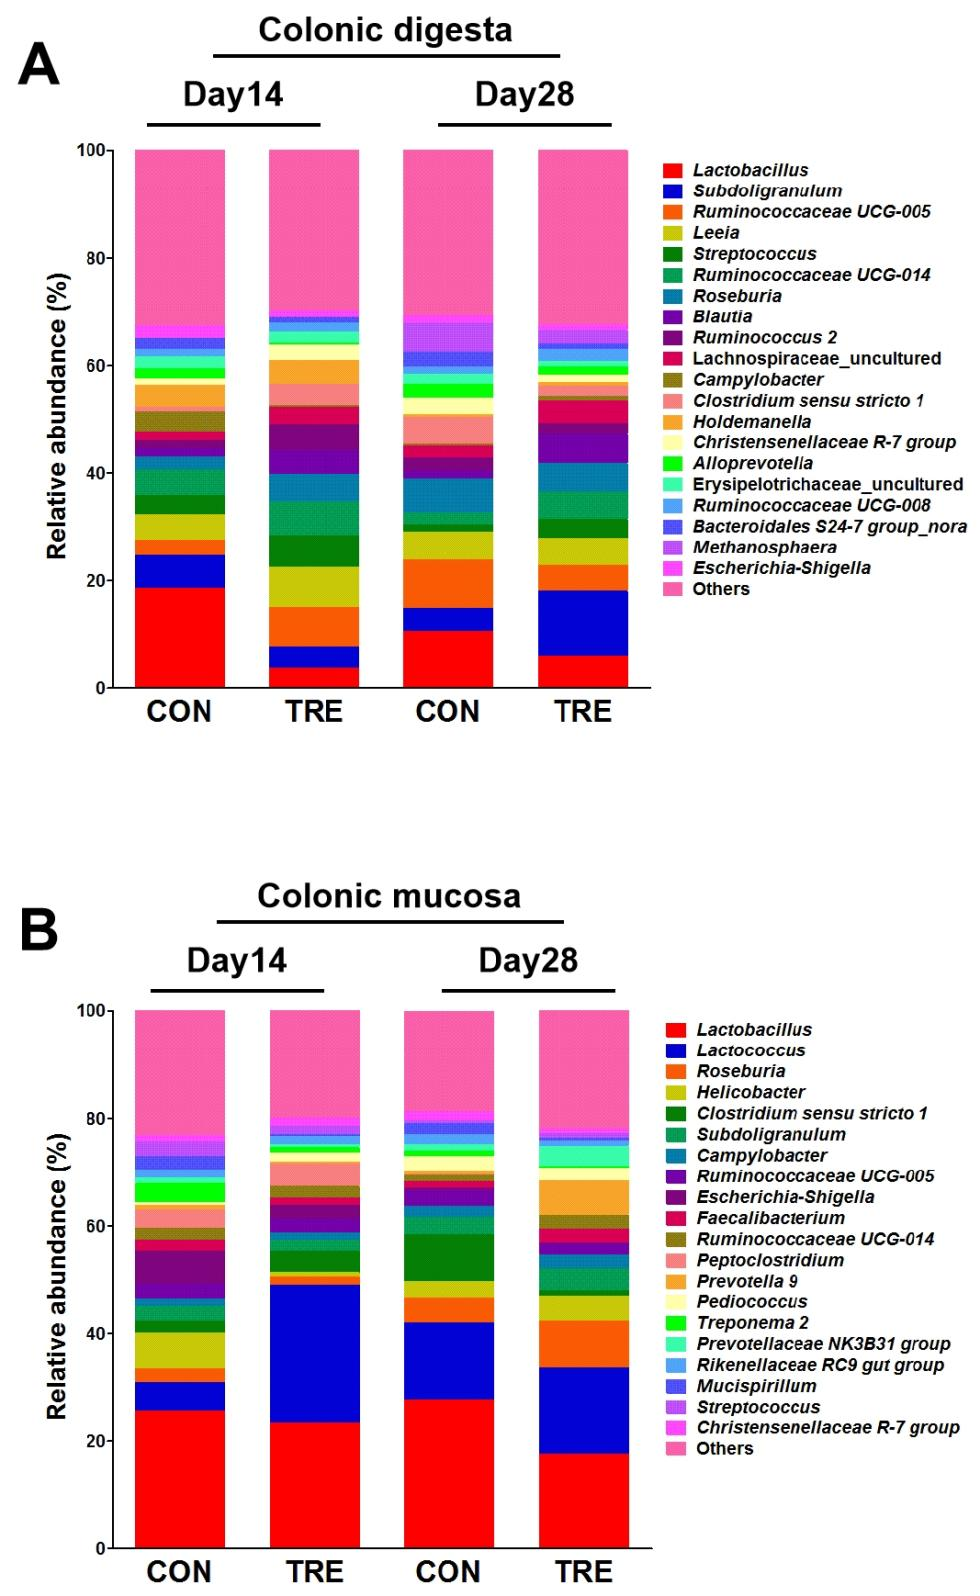 A
Colonic digesta
Day14
Day28
Relative abundance (%)
100
80
60
40
20
0
CON
TRE
CON
TRE
Lactobacillus
Subdoligranulum
Ruminococcaceae UCG-005
Leeia
Streptococcus
Ruminococcaceae UCG-014
Roseburia
Blautia
Ruminococcus 2
Lachnospiraceae_uncultured
Campylobacter
Clostridium sensu stricto 1
Holdemanella
Christensenellaceae R-7 group
Alloprevotella
Erysipelotrichaceae_uncultured
Ruminococcaceae UCG-008
Bacteroidales S24-7 group_nora
Methanosphaera
Escherichia-Shigella
Others
B
Colonic mucosa
Day14
Day28
Relative abundance (%)
100
80
60
40
20
0
CON
TRE
CON
TRE
Lactobacillus
Lactococcus
Roseburia
Helicobacter
Clostridium sensu stricto 1
Subdoligranulum
Campylobacter
Ruminococcaceae UCG-005
Escherichia-Shigella
Faecalibacterium
Ruminococcaceae UCG-014
Peptoclostridium
Prevotella 9
Pediococcus
Treponema 2
Prevotellaceae NK3B31 group
Rikenellaceae RC9 gut group
Mucispirillum
Streptococcus
Christensenellaceae R-7 group
Others